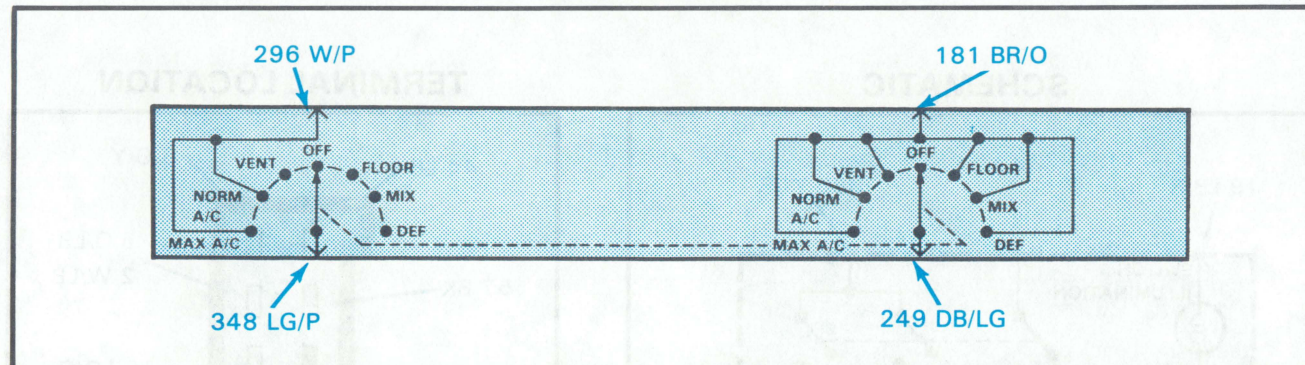 296 W/P
181 BR/O
OFF
VENT
FLOOR
NORM A/C
MIX
MAX A/C
DEF
OFF
VENT
FLOOR
NORM A/C
MIX
MAX A/C
DEF
348 LG/P
249 DB/LG
SCHEMATIC
TERMINAL LOCATION